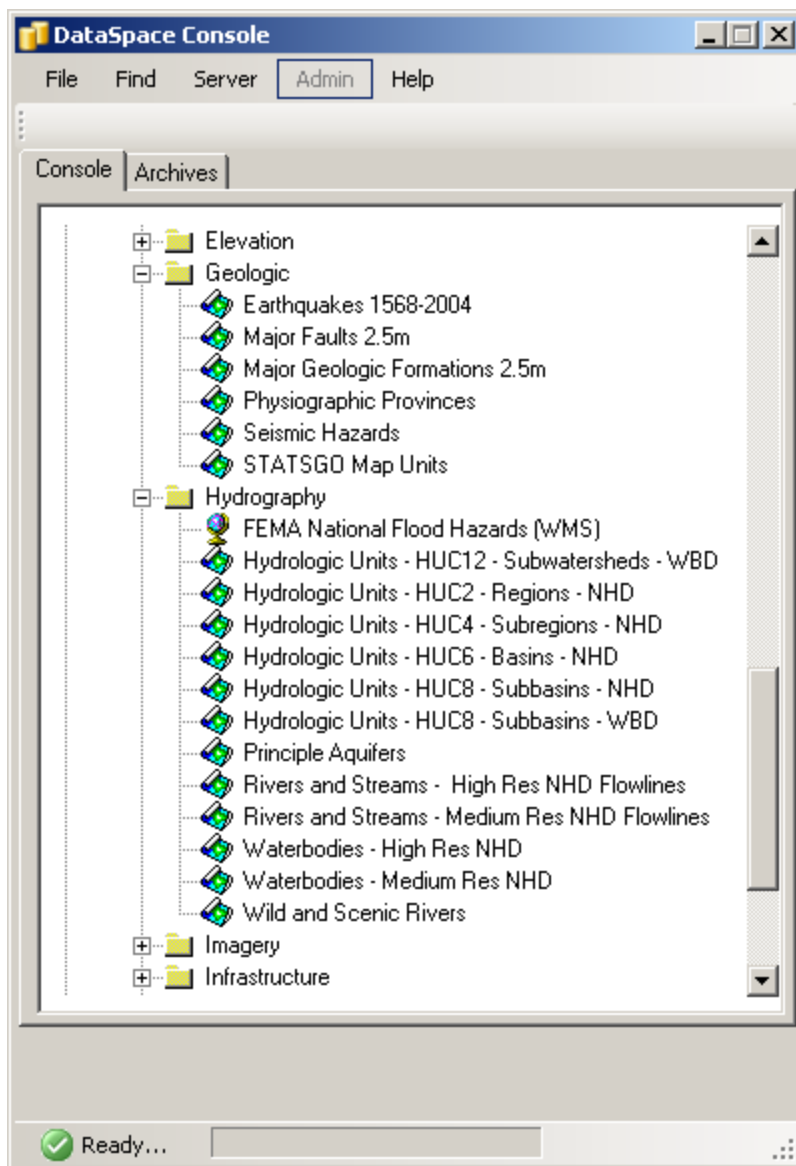 DataSpace Console
File Find Server Admin Help
Console Archives
Elevation
Geologic
Earthquakes 1568-2004
Major Faults 2.5m
Major Geologic Formations 2.5m
Physiographic Provinces
Seismic Hazards
STATSGO Map Units
Hydrography
FEMA National Flood Hazards (WMS)
Hydrologic Units - HUC12 - Subwatersheds - WBD
Hydrologic Units - HUC2 - Regions - NHD
Hydrologic Units - HUC4 - Subregions - NHD
Hydrologic Units - HUC6 - Basins - NHD
Hydrologic Units - HUC8 - Subbasins - NHD
Hydrologic Units - HUC8 - Subbasins - WBD
Principle Aquifers
Rivers and Streams -  High Res NHD Flowlines
Rivers and Streams - Medium Res NHD Flowlines
Waterbodies - High Res NHD
Waterbodies - Medium Res NHD
Wild and Scenic Rivers
Imagery
Infrastructure
Ready...